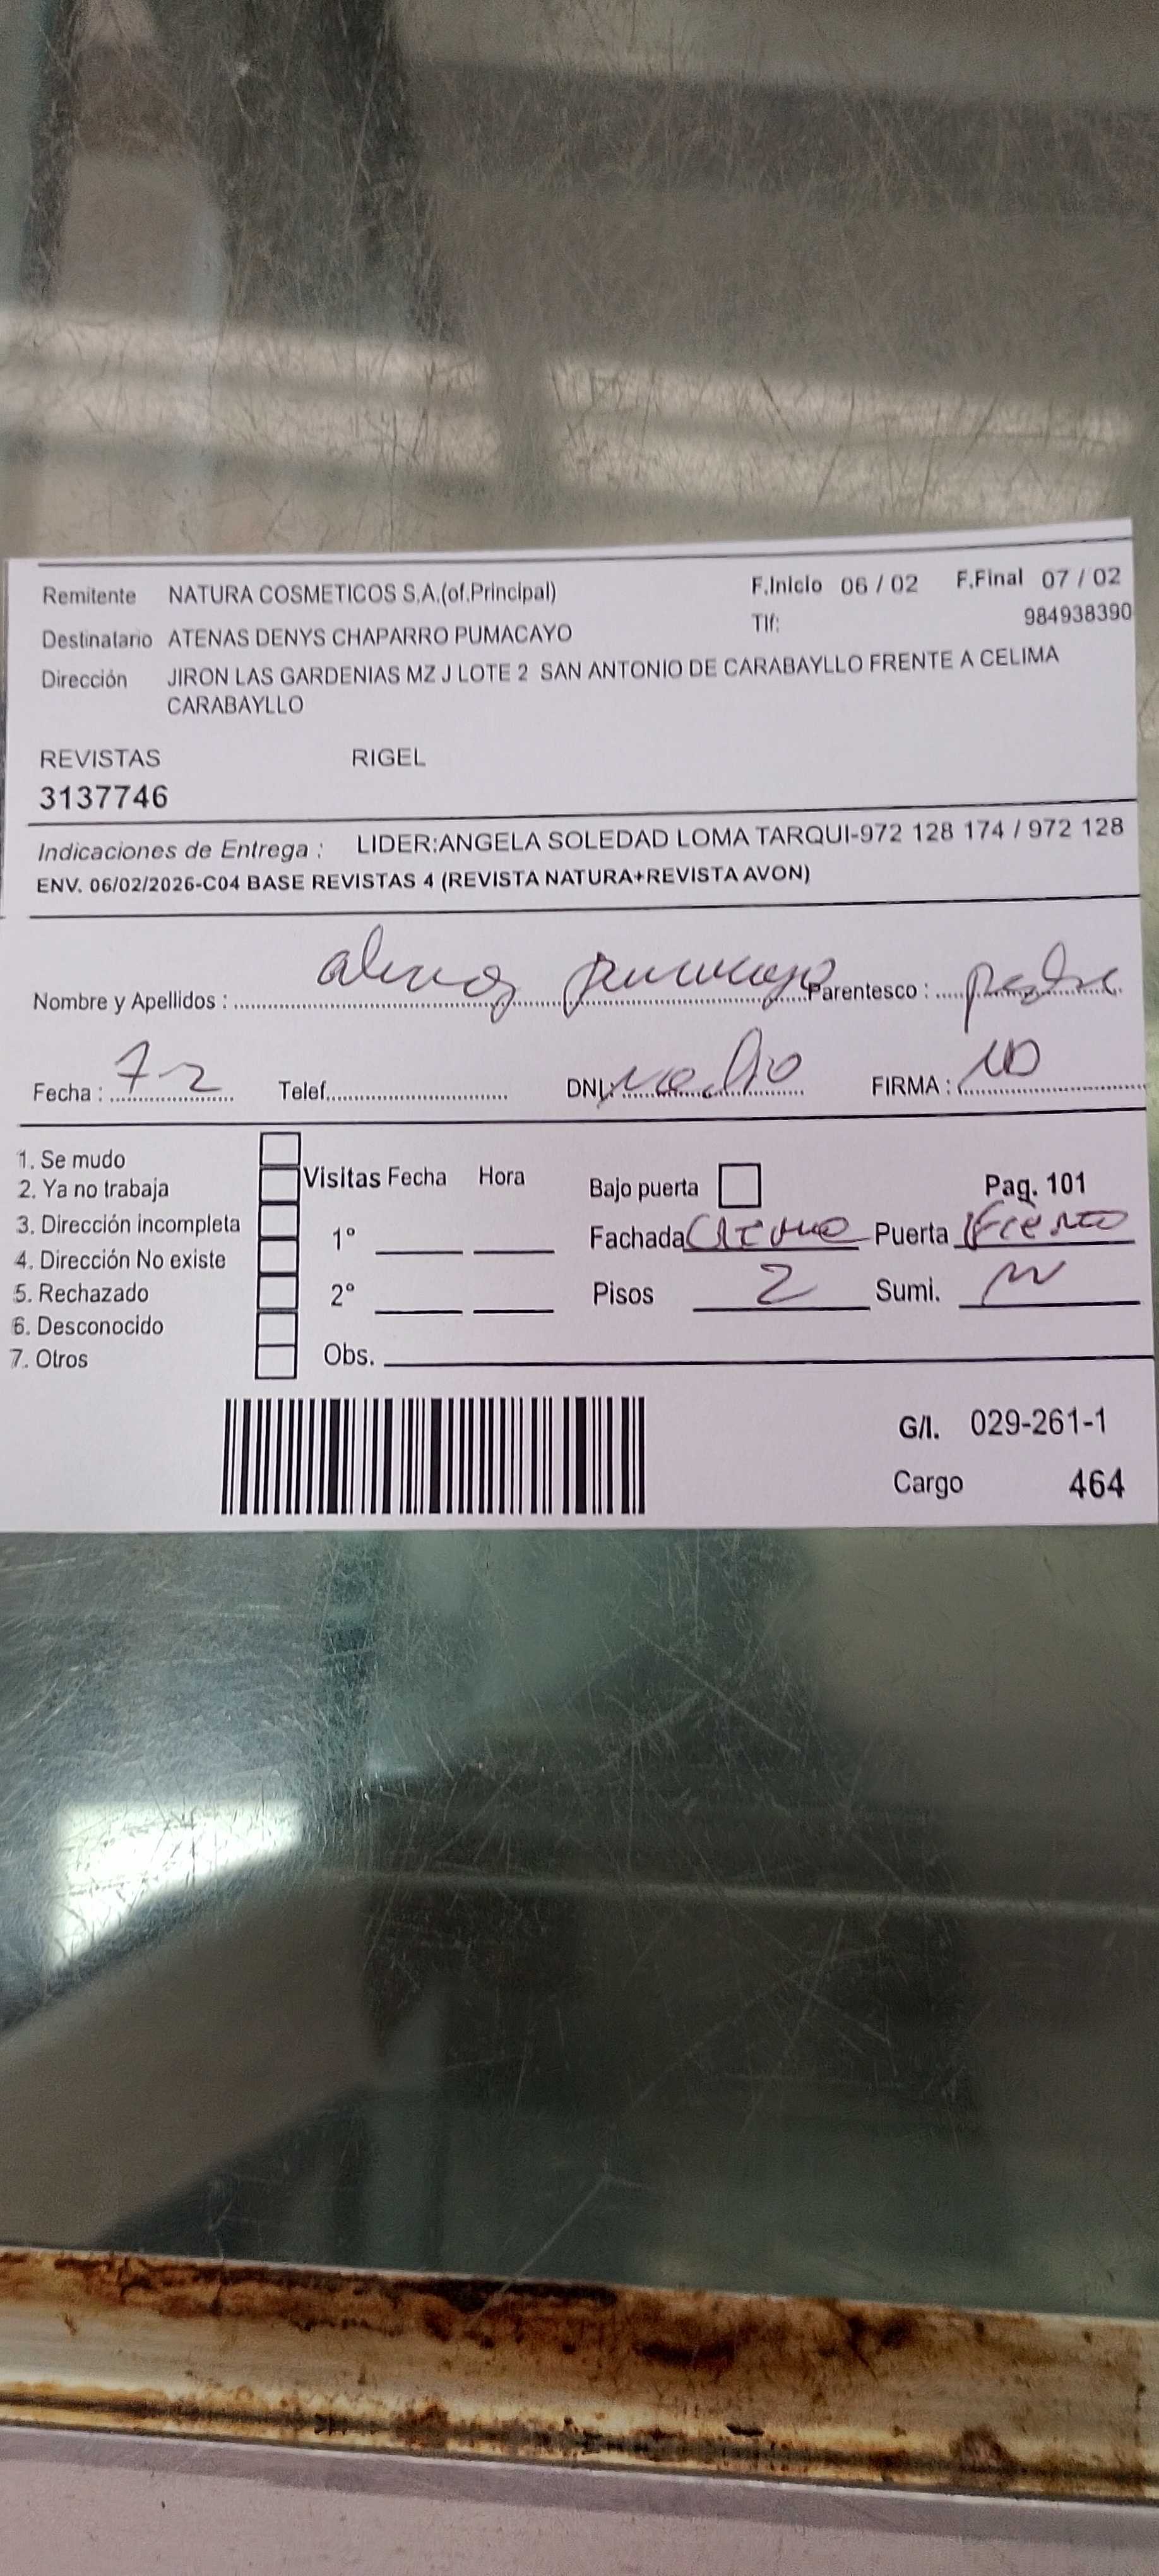 Remitente NATURA COSMETICOS S.A.(of.Principal) F.Inicio 06 / 02 F.Final 07 / 02
Destinatario ATENAS DENYS CHAPARRO PUMACAYO Tlf: 984938390
Dirección JIRON LAS GARDENIAS MZ J LOTE 2 SAN ANTONIO DE CARABAYLLO FRENTE A CELIMA
CARABAYLLO
REVISTAS RIGEL
3137746
Indicaciones de Entrega : LIDER:ANGELA SOLEDAD LOMA TARQUI-972 128 174 / 972 128
ENV. 06/02/2026-C04 BASE REVISTAS 4 (REVISTA NATURA+REVISTA AVON)
Nombre y Apellidos : pumacayo Parentesco : padre
Fecha : 7-2 Telef. DNI: FIRMA :
1. Se mudo
2. Ya no trabaja Visitas Fecha Hora Bajo puerta Pag. 101
3. Dirección incompleta 1° Fachada Puerta
4. Dirección No existe
5. Rechazado 2° Pisos 2 Sumi.
6. Desconocido
7. Otros Obs.
G/I. 029-261-1
Cargo 464